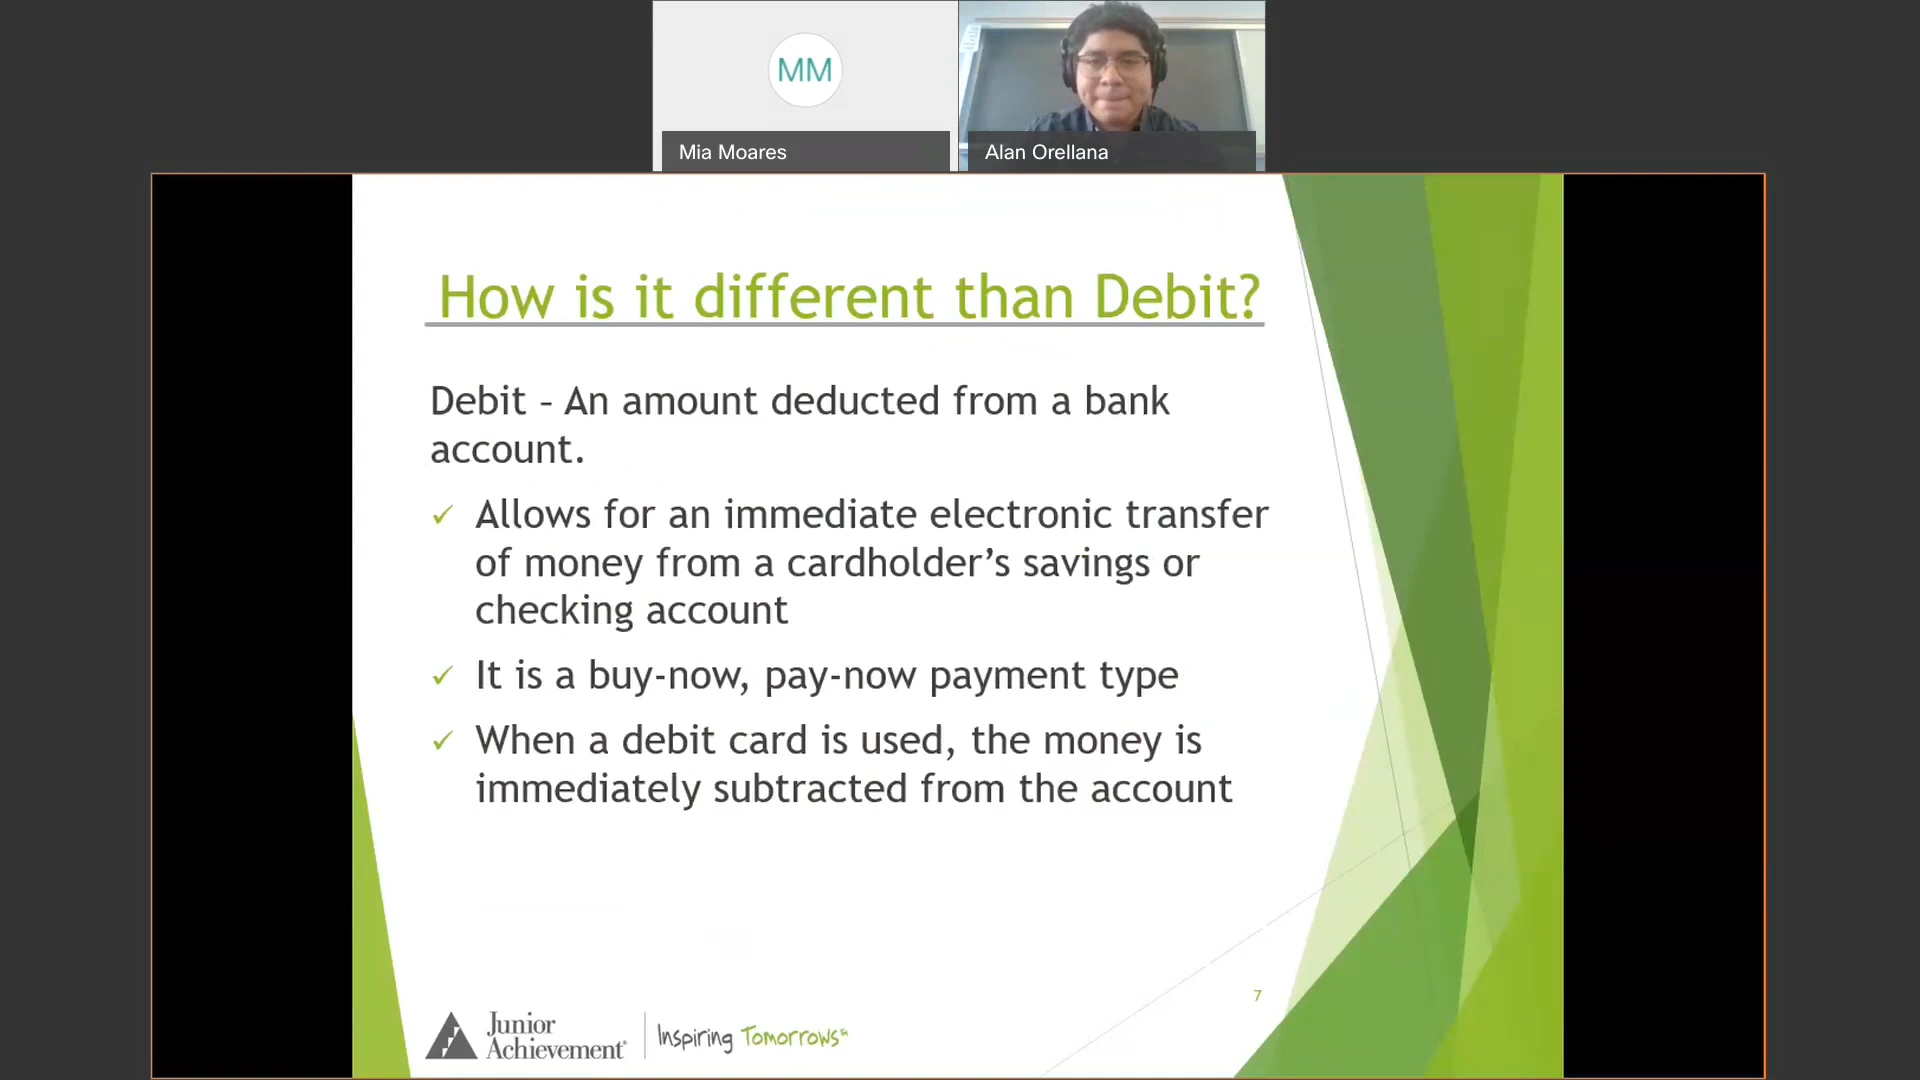 MM
Mia Moares
Alan Orellana
How is it different than Debit?
Debit – An amount deducted from a bank
account.
✓ Allows for an immediate electronic transfer
of money from a cardholder’s savings or
checking account
✓ It is a buy-now, pay-now payment type
✓ When a debit card is used, the money is
immediately subtracted from the account
7
Junior
Achievement®
Inspiring Tomorrows℠